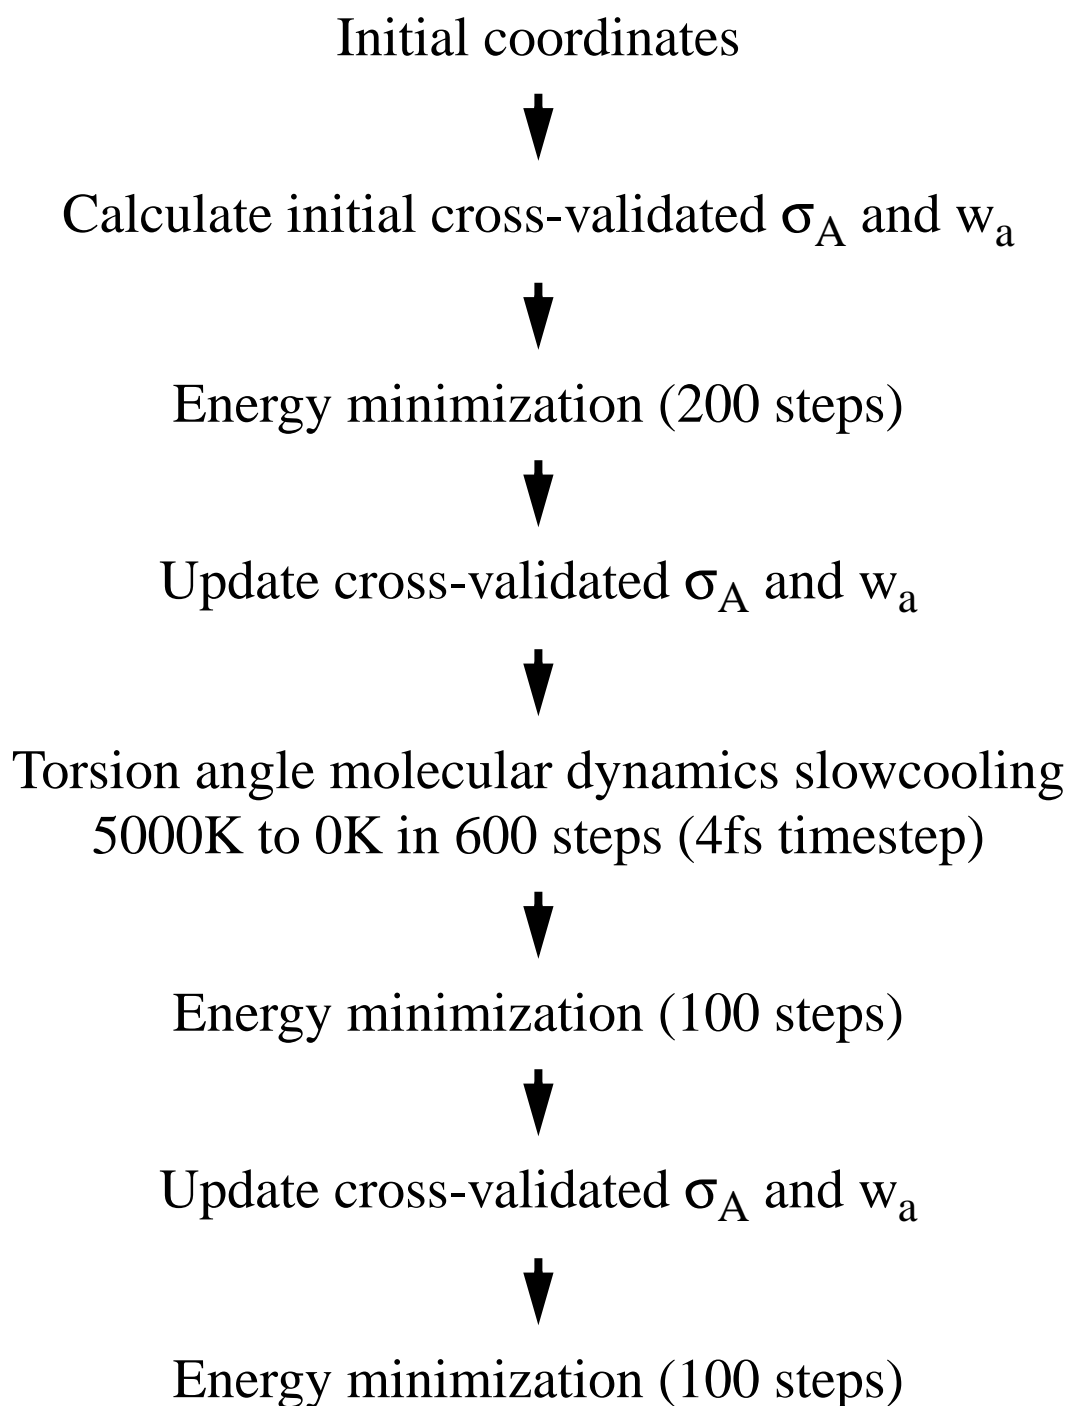 Initial coordinates
Calculate initial cross-validated σA and wa
Energy minimization (200 steps)
Update cross-validated σA and wa
Torsion angle molecular dynamics slowcooling
5000K to 0K in 600 steps (4fs timestep)
Energy minimization (100 steps)
Update cross-validated σA and wa
Energy minimization (100 steps)